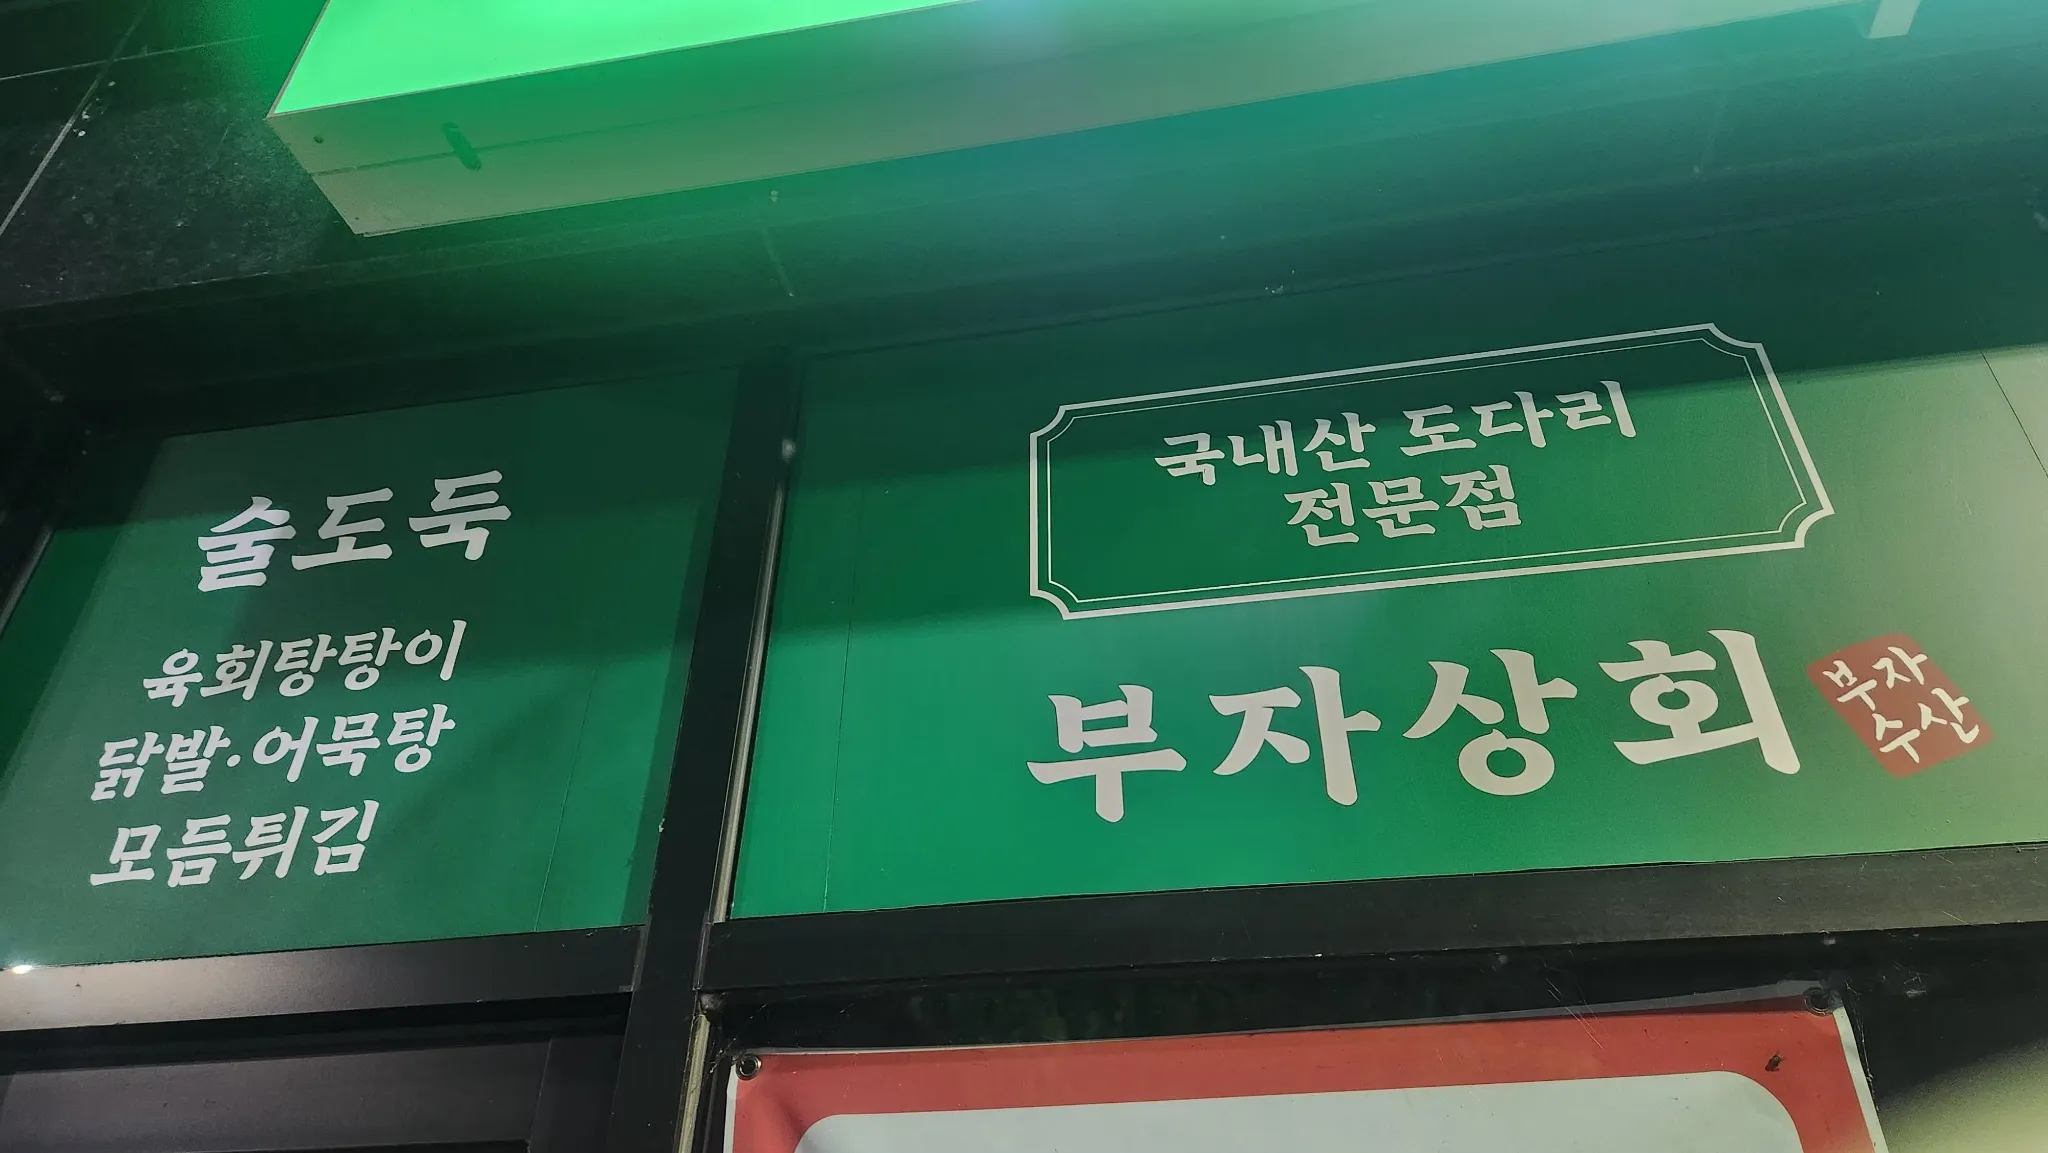 술도둑
육회탕탕이
닭발·어묵탕
모듬튀김
국내산 도다리
전문점
부자상회
부자
수산